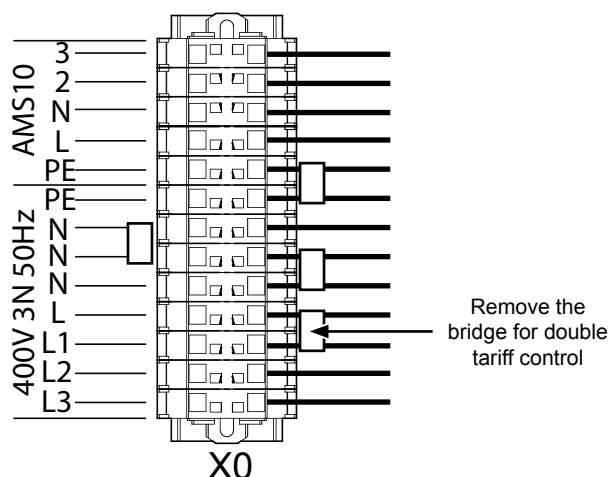 AMS10
3
2
N
L
PE
400V 3N 50Hz
PE
N
N
N
L
L1
L2
L3
Remove the
bridge for double
tariff control
X0